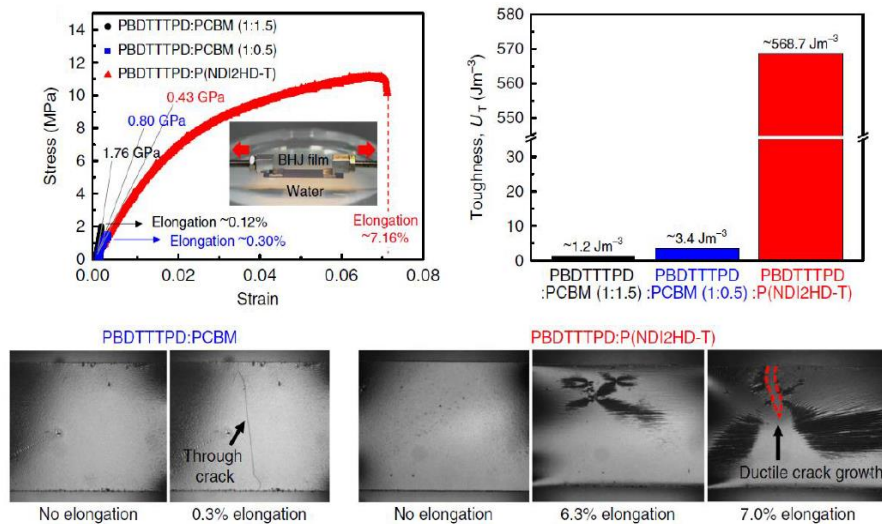 PBDTTTPD:PCBM (1:1.5)
PBDTTTPD:PCBM (1:0.5)
PBDTTTPD:P(NDI2HD-T)
0.43 GPa
0.80 GPa
1.76 GPa
BHJ film
Water
Elongation ~0.12%
Elongation ~0.30%
Elongation
~7.16%
14
12
10
8
6
4
2
0
Stress (MPa)
0.00
0.02
0.04
0.06
0.08
Strain
Toughness, U_T (Jm⁻³)
580
570
560
550
30
20
10
0
~568.7 Jm⁻³
~1.2 Jm⁻³
~3.4 Jm⁻³
PBDTTTPD
:PCBM (1:1.5)
PBDTTTPD
:PCBM (1:0.5)
PBDTTTPD
:P(NDI2HD-T)
PBDTTTPD:PCBM
PBDTTTPD:P(NDI2HD-T)
Through
crack
Ductile crack growth
No elongation
0.3% elongation
No elongation
6.3% elongation
7.0% elongation